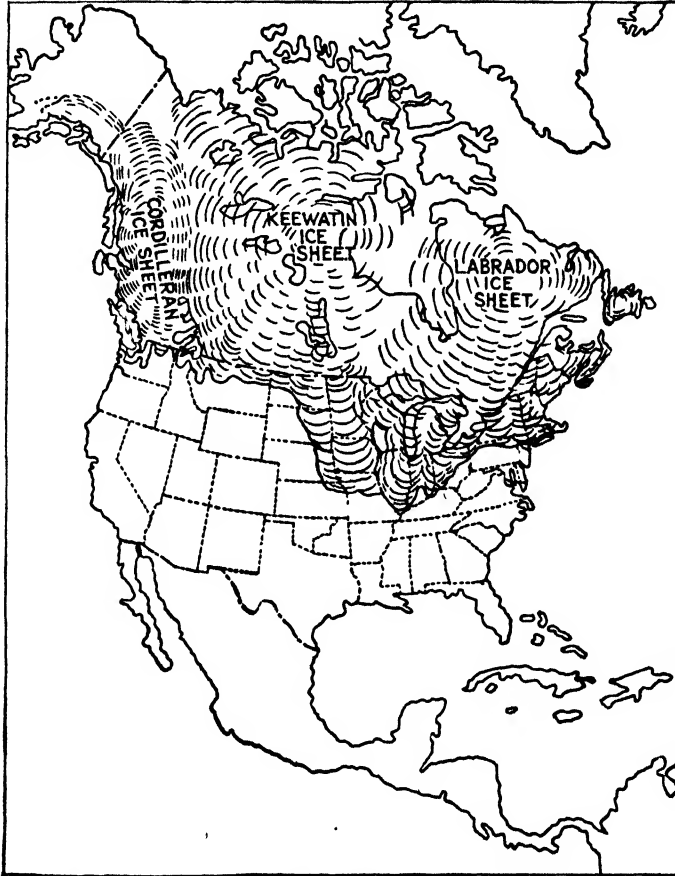 CORDILLERAN
ICE SHEET
KEEWATIN
ICE
SHEET
LABRADOR
ICE
SHEET